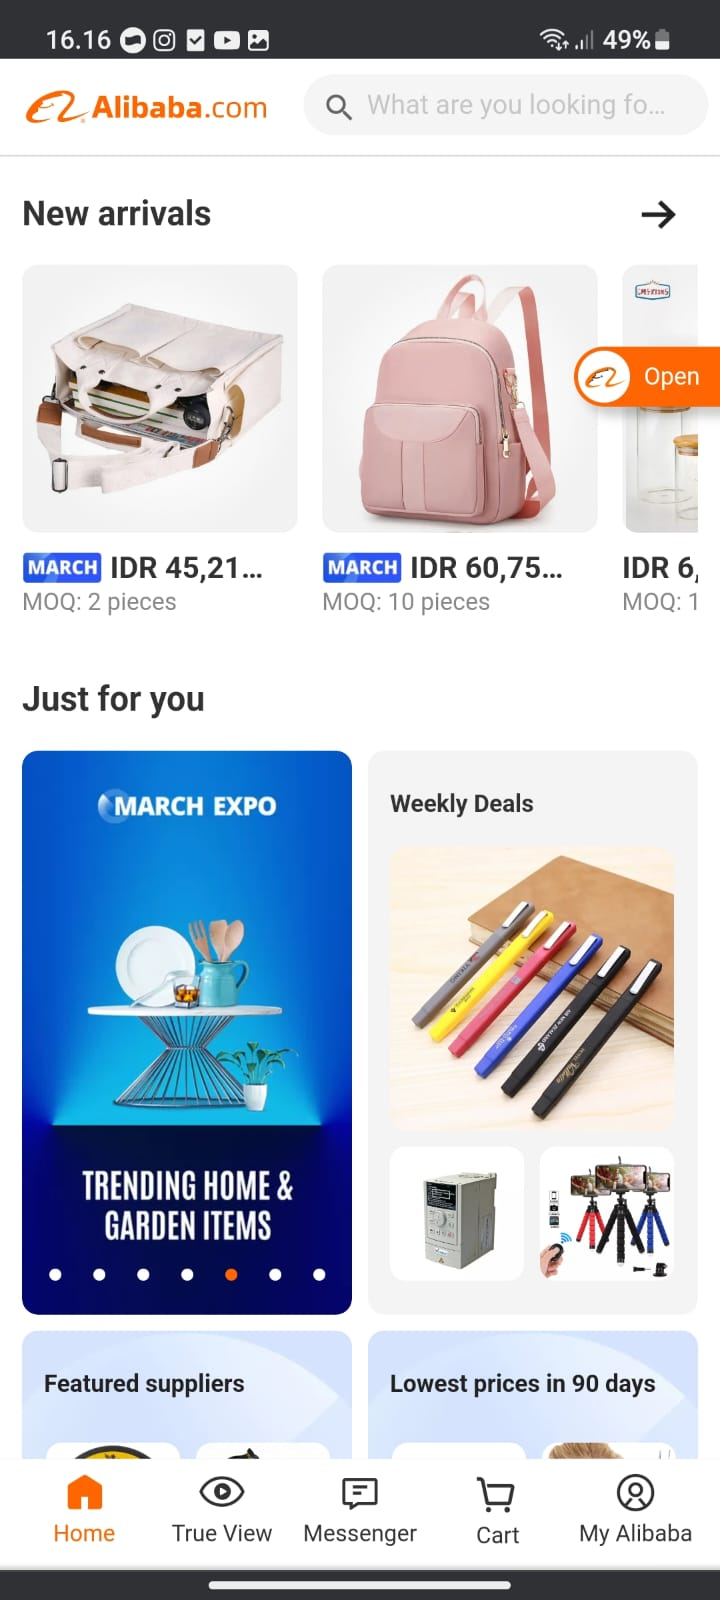 16.16
49%
Alibaba.com
What are you looking fo...
New arrivals
Open
MARCH IDR 45,21...
MOQ: 2 pieces
MARCH IDR 60,75...
MOQ: 10 pieces
IDR 6,
MOQ: 1
Just for you
MARCH EXPO
TRENDING HOME &
GARDEN ITEMS
Weekly Deals
Featured suppliers
Lowest prices in 90 days
Home
True View
Messenger
Cart
My Alibaba